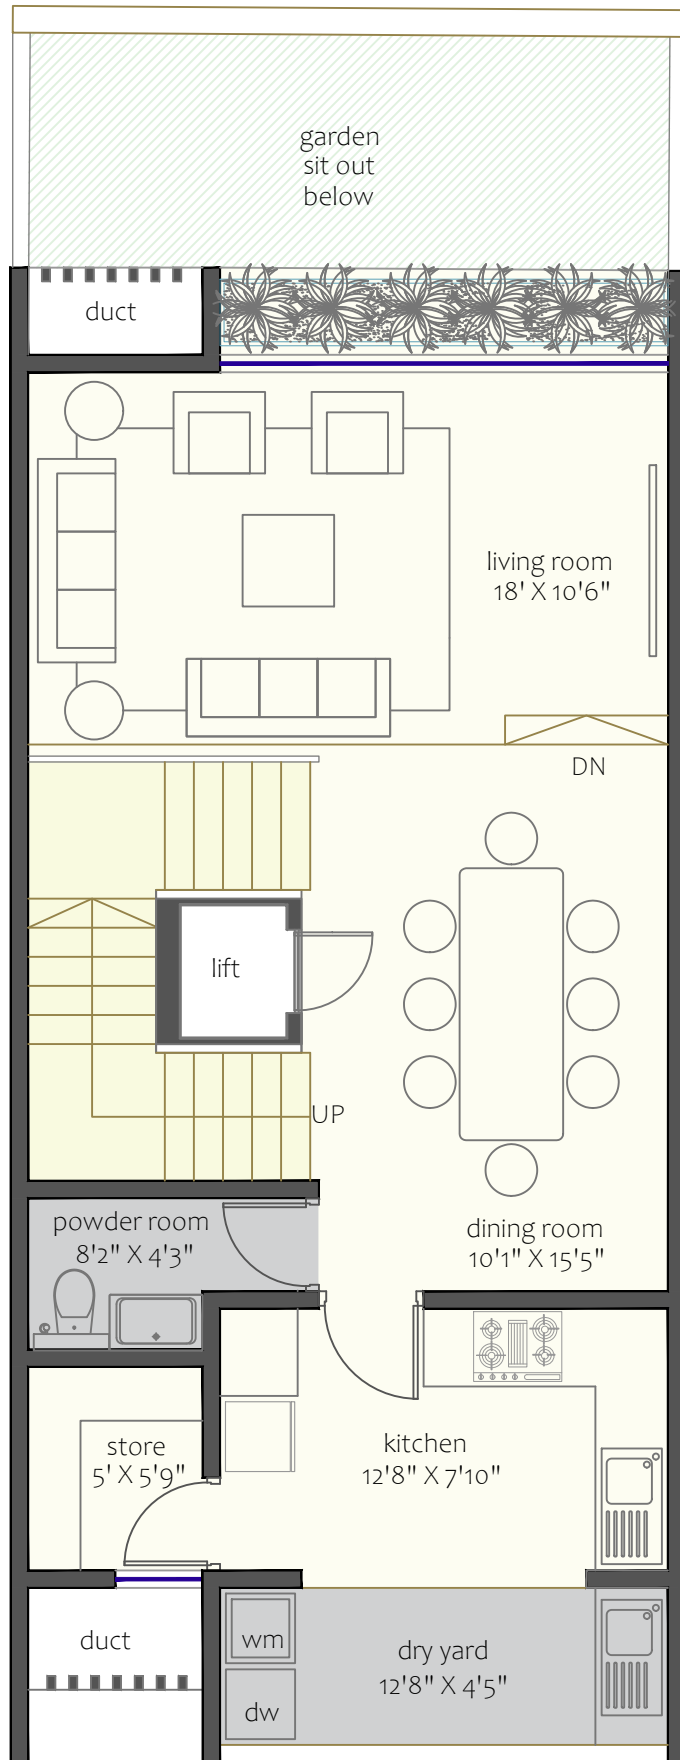 garden
sit out
below
duct
living room
18' X 10'6"
DN
lift
UP
powder room
8'2" X 4'3"
dining room
10'1" X 15'5"
store
5' X 5'9"
kitchen
12'8" X 7'10"
duct
wm
dw
dry yard
12'8" X 4'5"